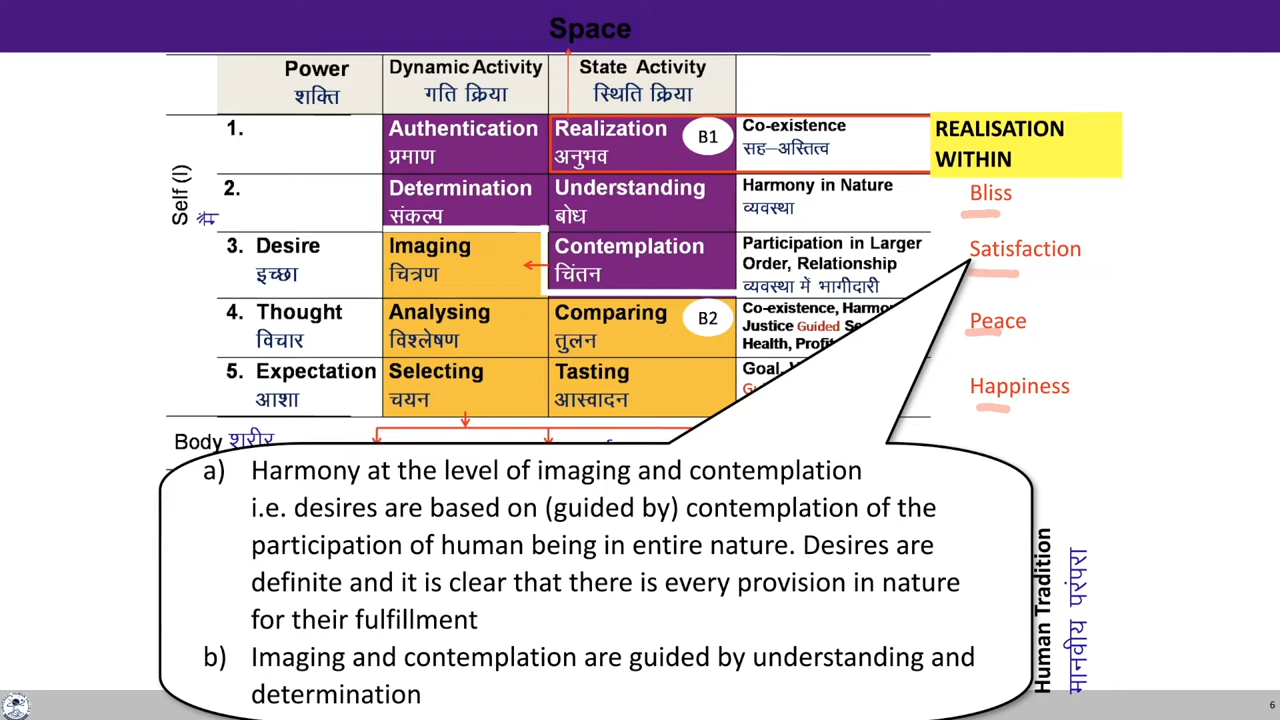 Space
Power
Dynamic Activity
State Activity
शक्ति
गति क्रिया
स्थिति क्रिया
Self (I)
मैं
1.
Authentication
प्रमाण
Realization
अनुभव
B1
Co-existence
सह–अस्तित्व
REALISATION
WITHIN
2.
Determination
संकल्प
Understanding
बोध
Harmony in Nature
व्यवस्था
Bliss
3. Desire
इच्छा
Imaging
चित्रण
Contemplation
चिंतन
Participation in Larger
Order, Relationship
व्यवस्था में भागीदारी
Satisfaction
4. Thought
विचार
Analysing
विश्लेषण
Comparing
तुलन
B2
Co-existence, Harmo
Justice Guided
Health,
Peace
5. Expectation
आशा
Selecting
चयन
Tasting
आस्वादन
Goal,
Happiness
Body शरीर
a) Harmony at the level of imaging and contemplation
i.e. desires are based on (guided by) contemplation of the
participation of human being in entire nature. Desires are
definite and it is clear that there is every provision in nature
for their fulfillment
b) Imaging and contemplation are guided by understanding and
determination
Human Tradition
मानवीय परंपरा
6